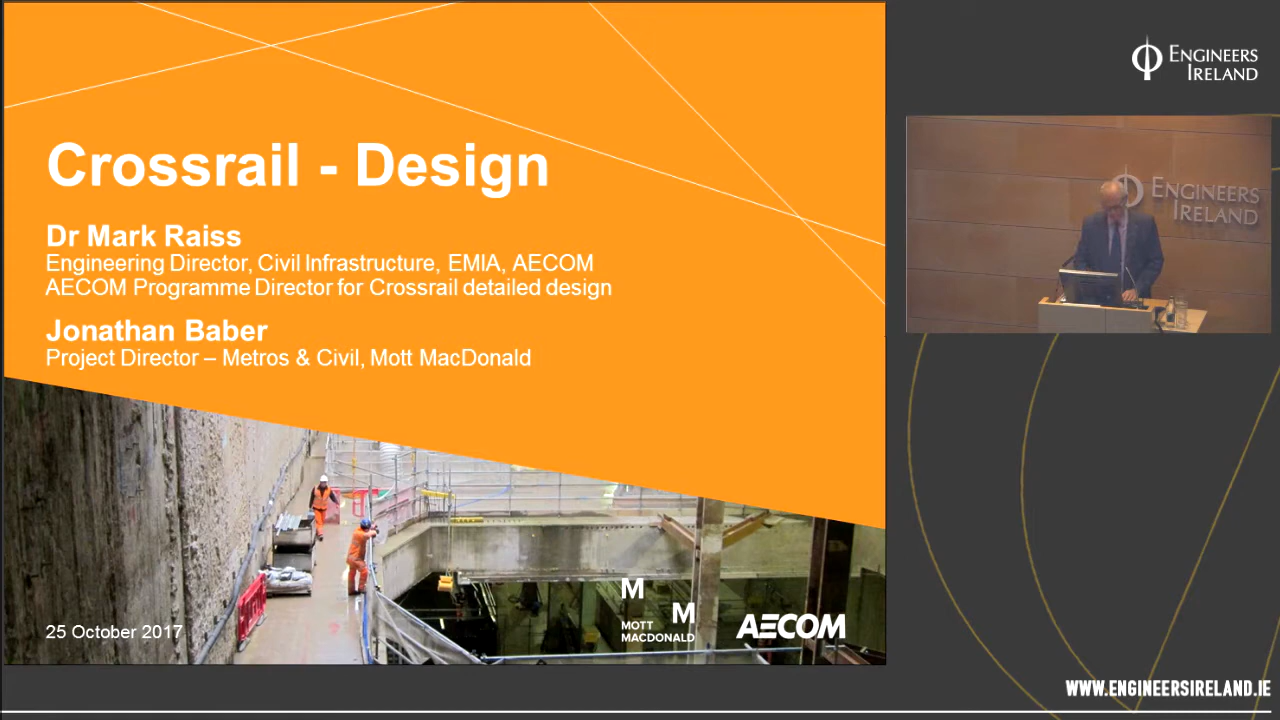 Crossrail - Design
Dr Mark Raiss
Engineering Director, Civil Infrastructure, EMIA, AECOM
AECOM Programme Director for Crossrail detailed design
Jonathan Baber
Project Director – Metros & Civil, Mott MacDonald
25 October 2017
M
M
MOTT
MACDONALD
AECOM
ENGINEERS
IRELAND
ENGINEERS
IRELAND
WWW.ENGINEERSIRELAND.IE